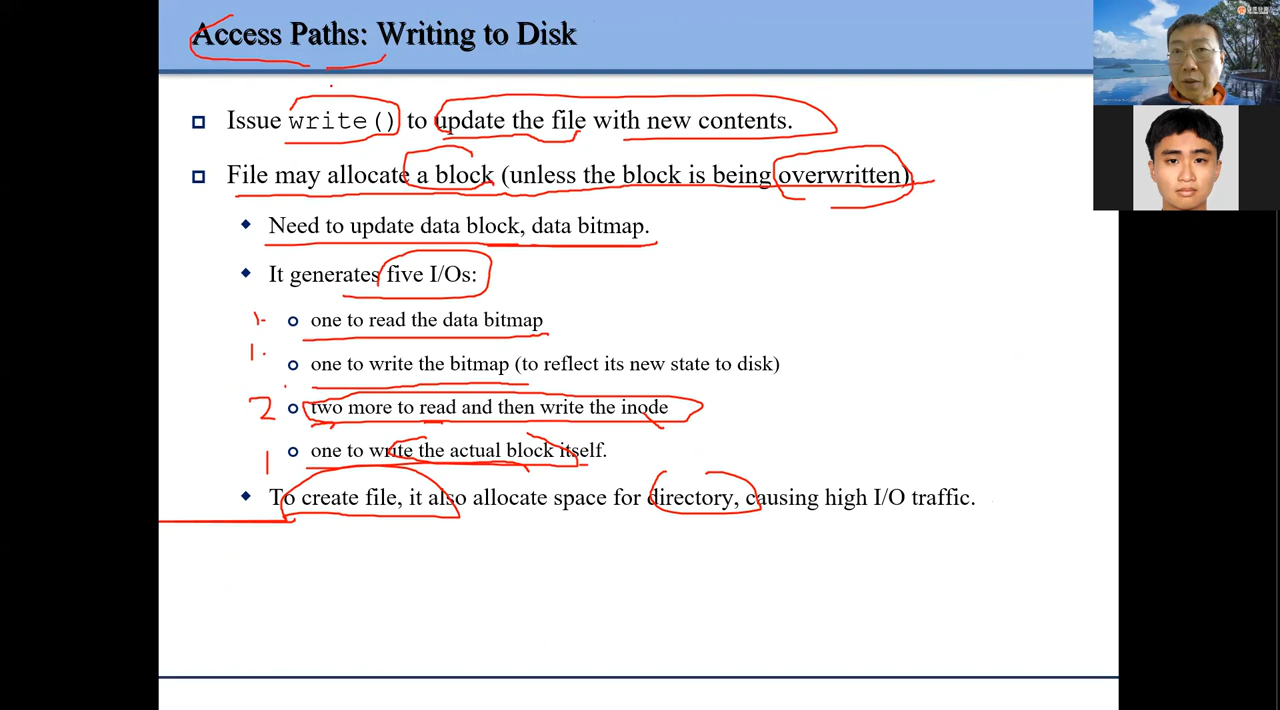 Access Paths: Writing to Disk
Issue write() to update the file with new contents.
File may allocate a block (unless the block is being overwritten)
Need to update data block, data bitmap.
It generates five I/Os:
1. one to read the data bitmap
1. one to write the bitmap (to reflect its new state to disk)
2 two more to read and then write the inode
1 one to write the actual block itself.
To create file, it also allocate space for directory, causing high I/O traffic.